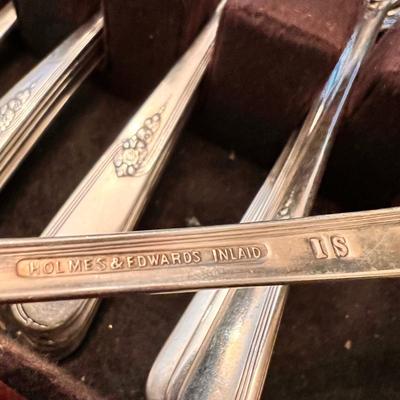 HOLMES & EDWARDS INLAID IS